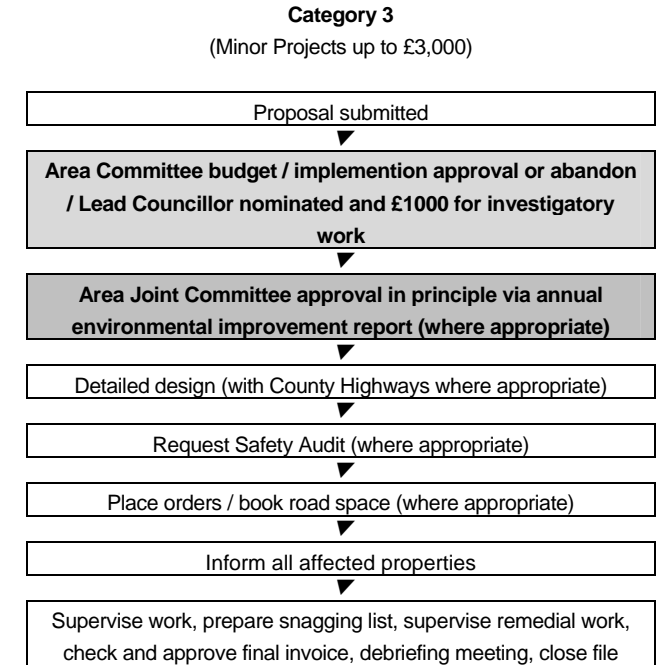 Category 3
(Minor Projects up to £3,000)
Proposal submitted
Area Committee budget / implemention approval or abandon
/ Lead Councillor nominated and £1000 for investigatory
work
Area Joint Committee approval in principle via annual
environmental improvement report (where appropriate)
Detailed design (with County Highways where appropriate)
Request Safety Audit (where appropriate)
Place orders / book road space (where appropriate)
Inform all affected properties
Supervise work, prepare snagging list, supervise remedial work,
check and approve final invoice, debriefing meeting, close file